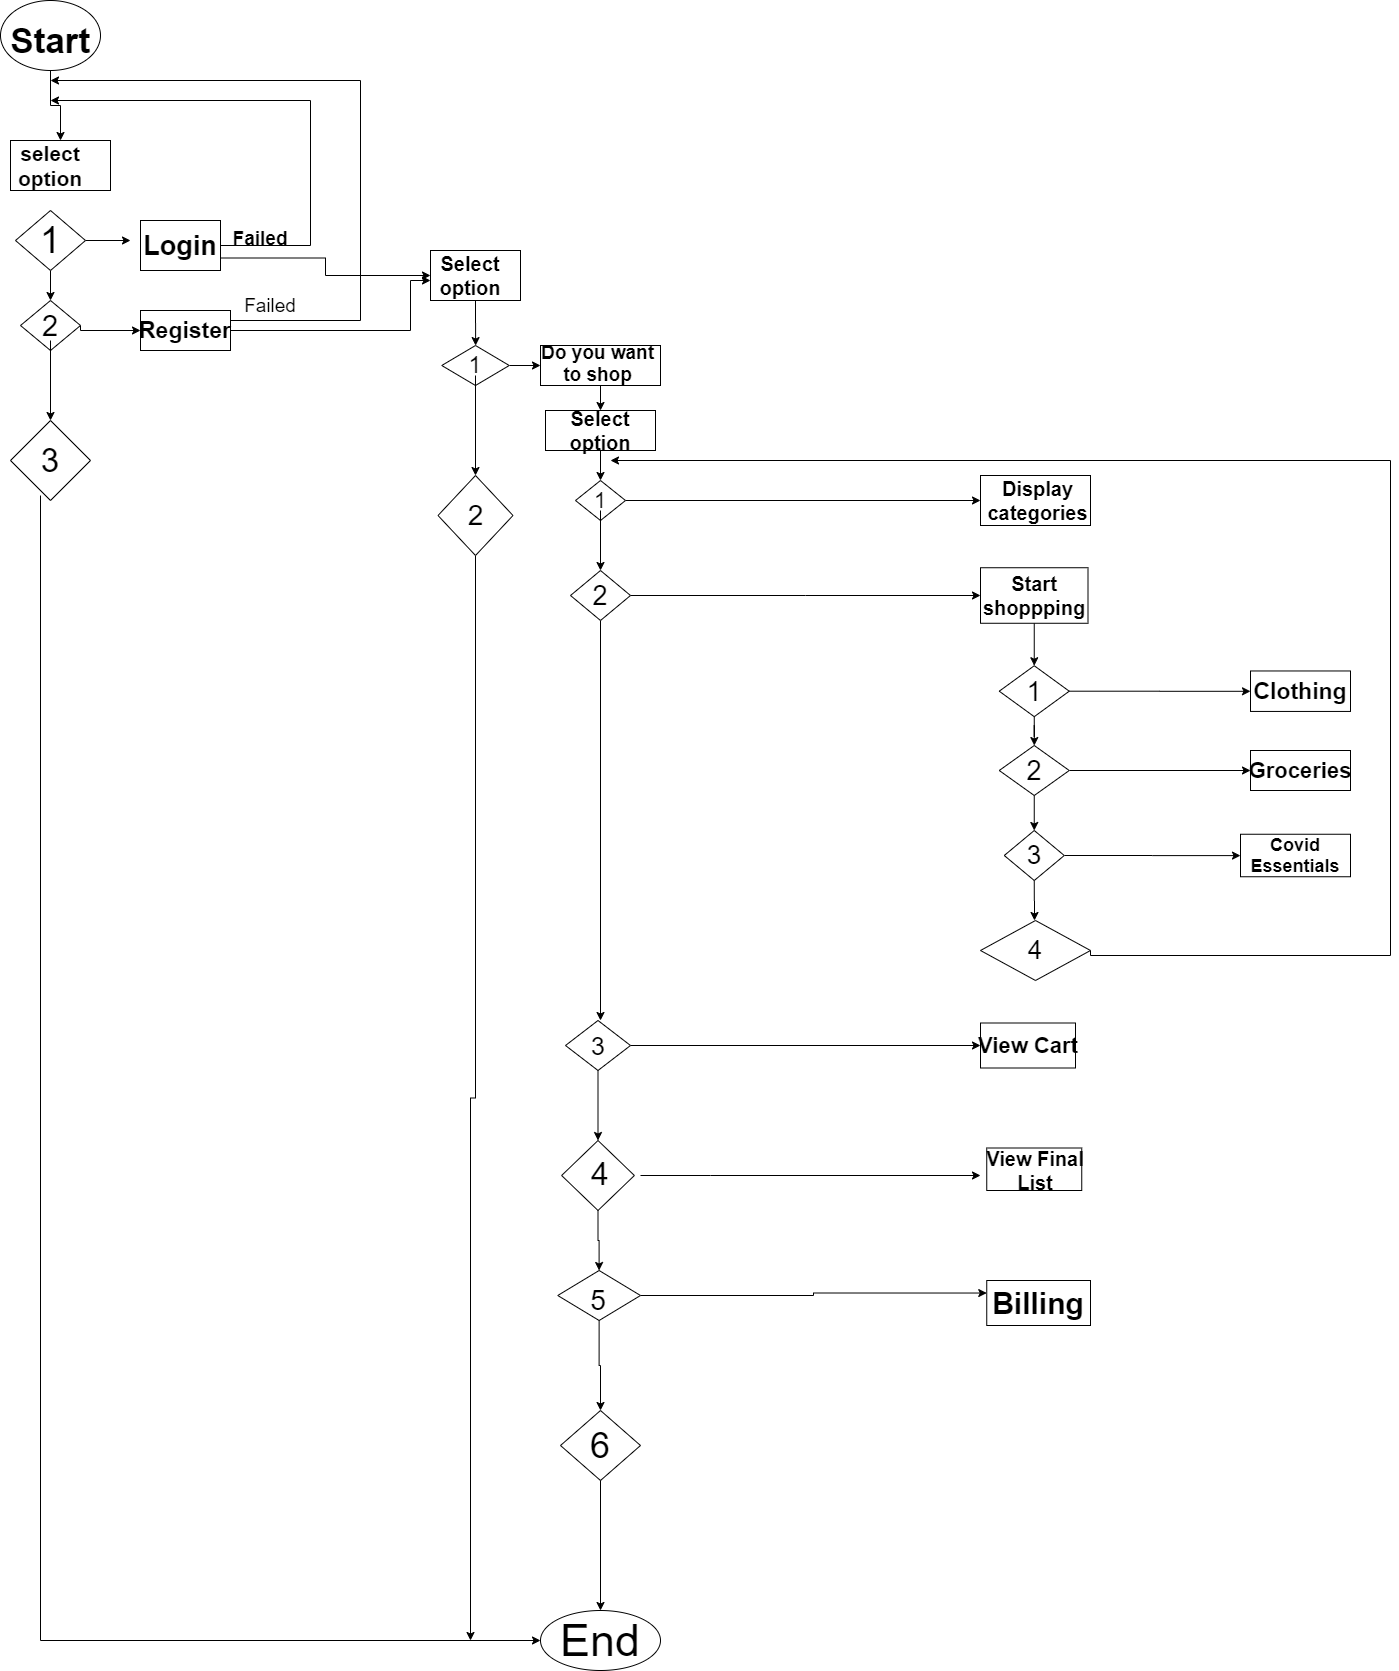 Start
select
option
1
Login
Failed
2
Register
Failed
3
Select
option
1
Do you want
to shop
Select
option
2
1
Display
categories
2
Start
shoppping
1
Clothing
2
Groceries
3
Covid
Essentials
4
3
View Cart
4
View Final
List
5
Billing
6
End